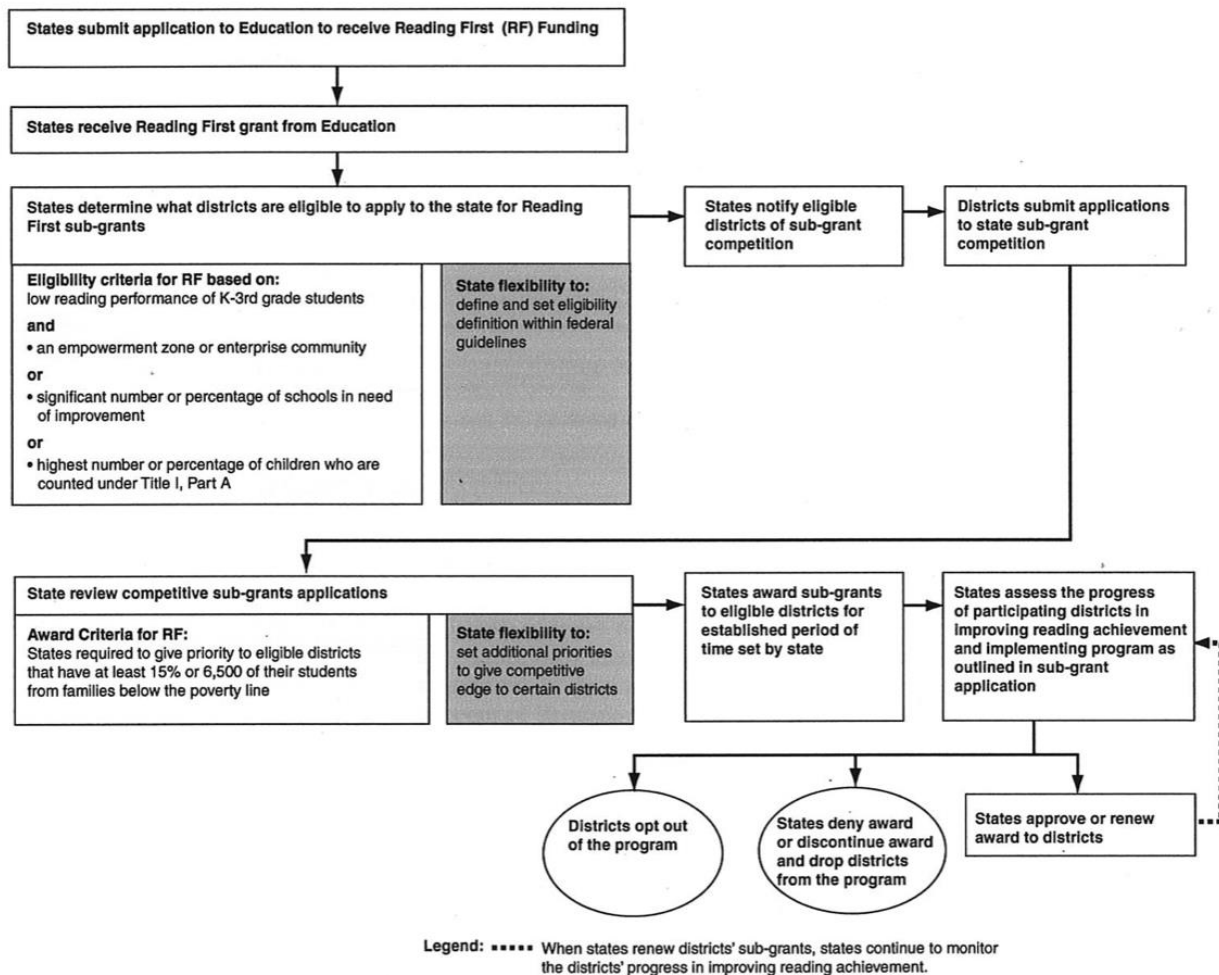 States submit application to Education to receive Reading First (RF) Funding
States receive Reading First grant from Education
States determine what districts are eligible to apply to the state for Reading
First sub-grants
Eligibility criteria for RF based on:
low reading performance of K-3rd grade students
and
• an empowerment zone or enterprise community
or
• significant number or percentage of schools in need
of improvement
or
• highest number or percentage of children who are
counted under Title I, Part A
State flexibility to:
define and set eligibility
definition within federal
guidelines
States notify eligible
districts of sub-grant
competition
Districts submit applications
to state sub-grant
competition
State review competitive sub-grants applications
Award Criteria for RF:
States required to give priority to eligible districts
that have at least 15% or 6,500 of their students
from families below the poverty line
State flexibility to:
set additional priorities
to give competitive
edge to certain districts
States award sub-grants
to eligible districts for
established period of
time set by state
States assess the progress
of participating districts in
improving reading achievement
and implementing program as
outlined in sub-grant
application
Districts opt out
of the program
States deny award
or discontinue award
and drop districts
from the program
States approve or renew
award to districts
Legend: When states renew districts' sub-grants, states continue to monitor
the districts' progress in improving reading achievement.